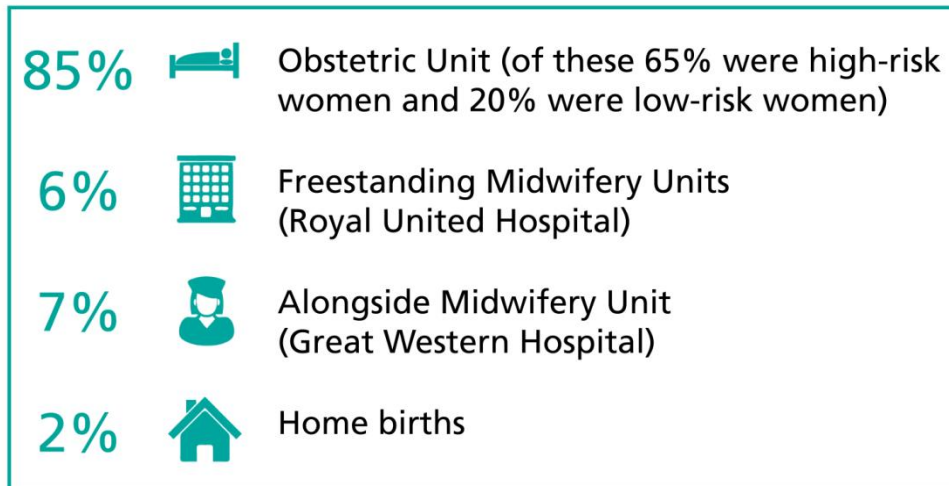 85% Obstetric Unit (of these 65% were high-risk
women and 20% were low-risk women)
6% Freestanding Midwifery Units
(Royal United Hospital)
7% Alongside Midwifery Unit
(Great Western Hospital)
2% Home births